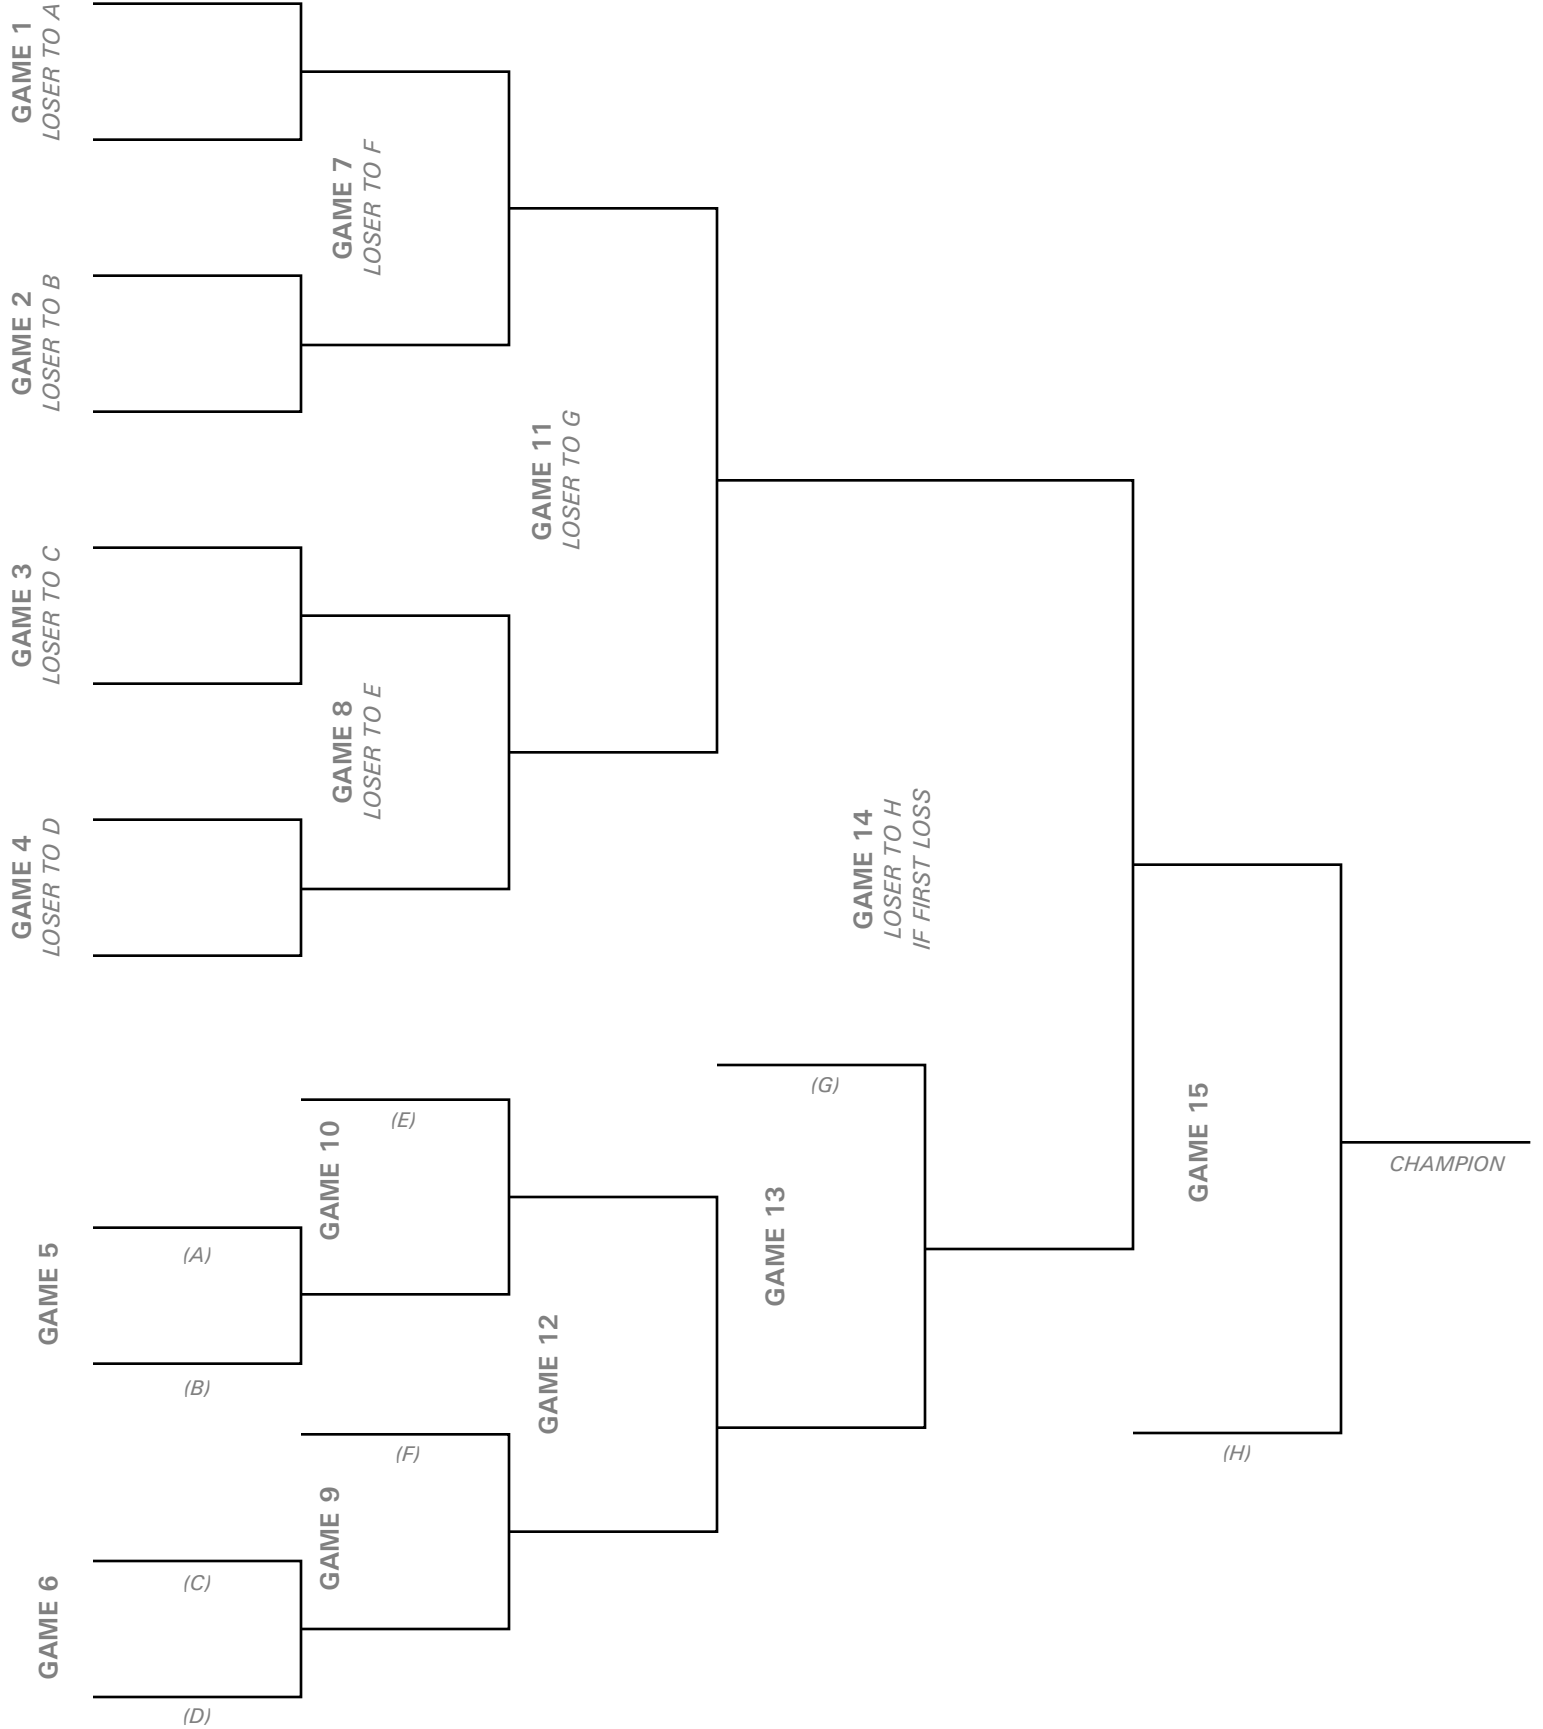 GAME 1
LOSER TO A
GAME 2
LOSER TO B
GAME 3
LOSER TO C
GAME 4
LOSER TO D
GAME 7
LOSER TO F
GAME 8
LOSER TO E
GAME 11
LOSER TO G
GAME 14
LOSER TO H
IF FIRST LOSS
GAME 5
(A)
(B)
GAME 6
(C)
(D)
GAME 10
(E)
GAME 9
(F)
GAME 12
GAME 13
(G)
GAME 15
(H)
CHAMPION